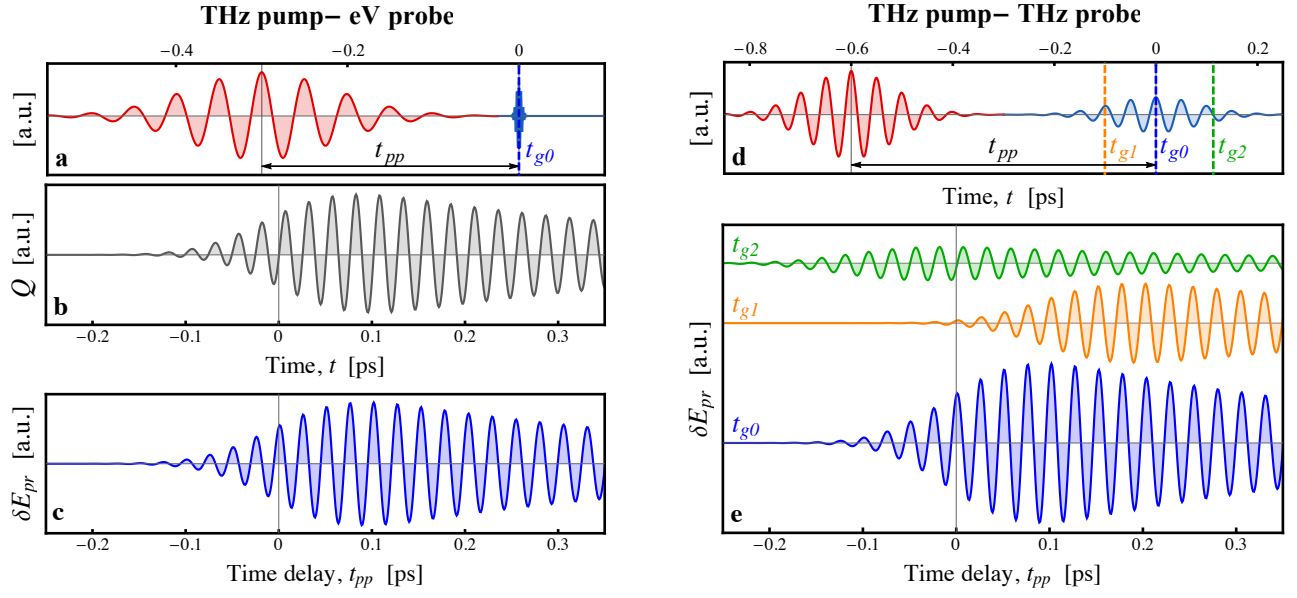 THz pump− eV probe
−0.4 −0.2 0
[a.u.]
a
t_pp
t_g0
Q [a.u.]
b
−0.2 −0.1 0 0.1 0.2 0.3
Time, t [ps]
δE_pr [a.u.]
c
−0.2 −0.1 0 0.1 0.2 0.3
Time delay, t_pp [ps]
THz pump− THz probe
−0.8 −0.6 −0.4 −0.2 0 0.2
[a.u.]
d
t_pp
t_g1 t_g0 t_g2
Time, t [ps]
t_g2
t_g1
δE_pr [a.u.]
t_g0
e
−0.2 −0.1 0 0.1 0.2 0.3
Time delay, t_pp [ps]